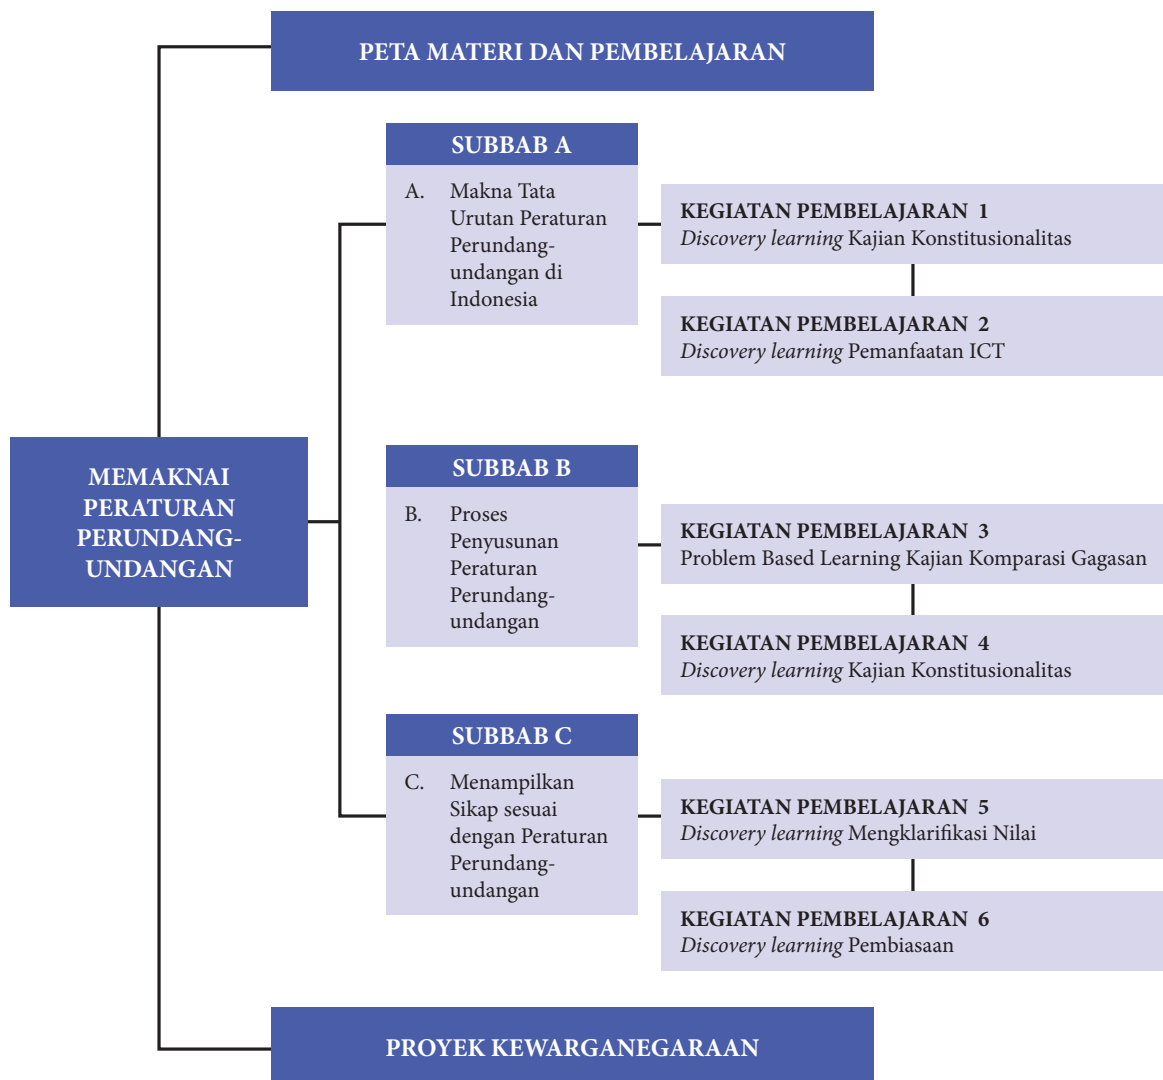 PETA MATERI DAN PEMBELAJARAN
SUBBAB A
A. Makna Tata
Urutan Peraturan
Perundang-
undangan di
Indonesia
KEGIATAN PEMBELAJARAN 1
Discovery learning Kajian Konstitusionalitas
KEGIATAN PEMBELAJARAN 2
Discovery learning Pemanfaatan ICT
MEMAKNAI
PERATURAN
PERUNDANG-
UNDANGAN
SUBBAB B
B. Proses
Penyusunan
Peraturan
Perundang-
undangan
KEGIATAN PEMBELAJARAN 3
Problem Based Learning Kajian Komparasi Gagasan
KEGIATAN PEMBELAJARAN 4
Discovery learning Kajian Konstitusionalitas
SUBBAB C
C. Menampilkan
Sikap sesuai
dengan Peraturan
Perundang-
undangan
KEGIATAN PEMBELAJARAN 5
Discovery learning Mengklarifikasi Nilai
KEGIATAN PEMBELAJARAN 6
Discovery learning Pembiasaan
PROYEK KEWARGANEGARAAN